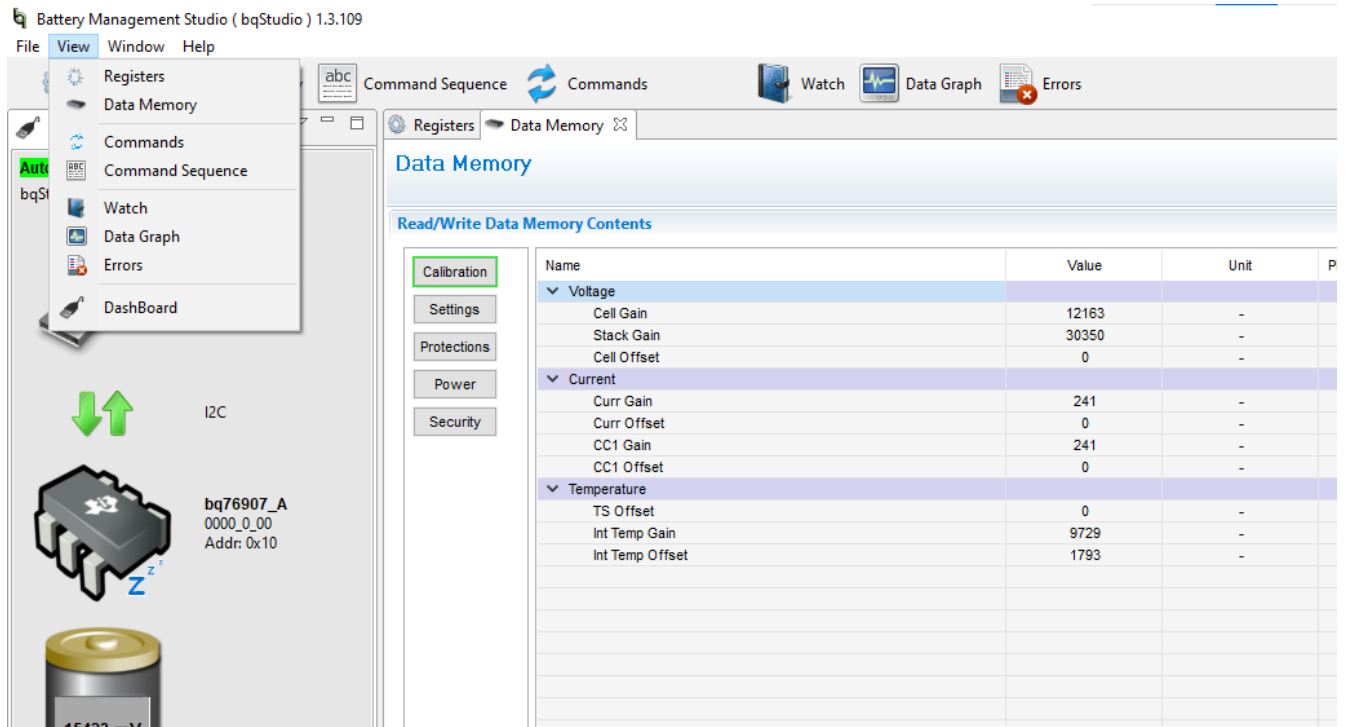 Battery Management Studio ( bqStudio ) 1.3.109
File View Window Help
abc Command Sequence Commands Watch Data Graph Errors
Registers
Data Memory
Commands
ABC Command Sequence
Watch
Data Graph
Errors
DashBoard
I2C
bq76907_A
0000_0_00
Addr: 0x10
z z z
Registers Data Memory
Data Memory
Read/Write Data Memory Contents
Calibration
Settings
Protections
Power
Security
Name Value Unit
Voltage
Cell Gain 12163 -
Stack Gain 30350 -
Cell Offset 0 -
Current
Curr Gain 241 -
Curr Offset 0 -
CC1 Gain 241 -
CC1 Offset 0 -
Temperature
TS Offset 0 -
Int Temp Gain 9729 -
Int Temp Offset 1793 -